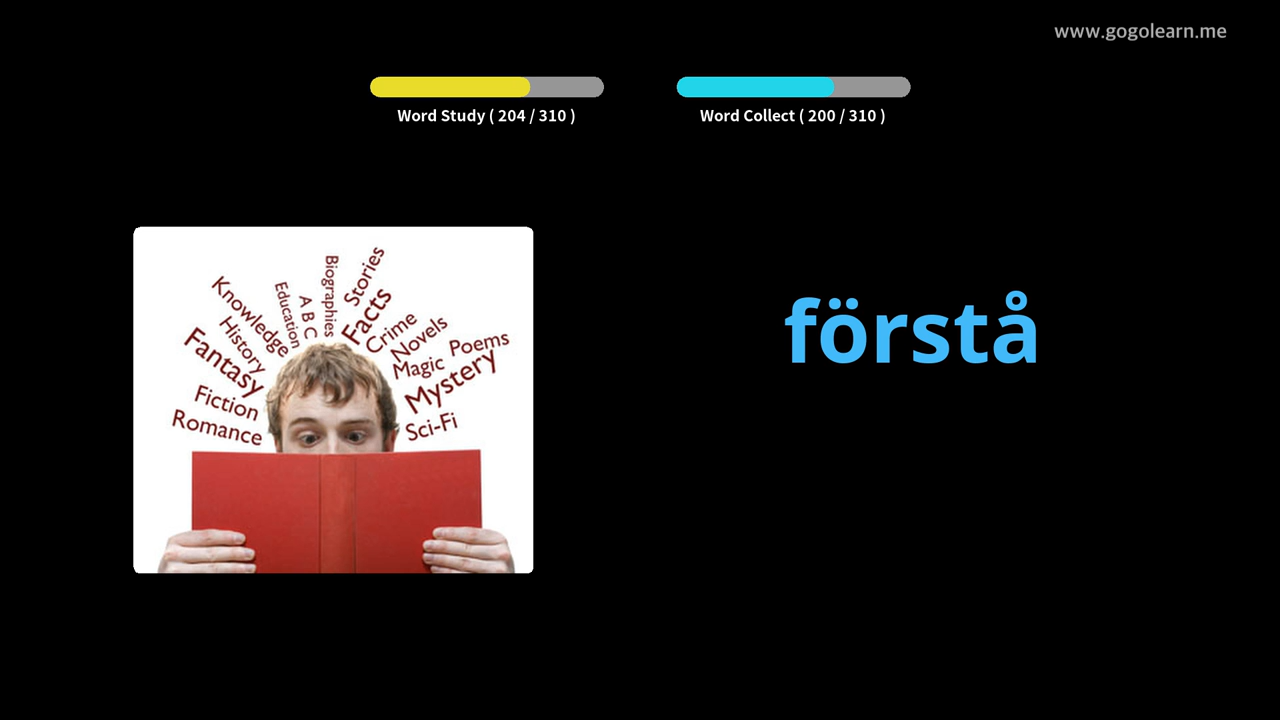 www.gogolearn.me
Word Study ( 204 / 310 )
Word Collect ( 200 / 310 )
Biographies
Stories
Education
A B C
Facts
Knowledge
History
Crime
Novels
Poems
Fantasy
Magic
Mystery
Fiction
Romance
Sci-Fi
förstå